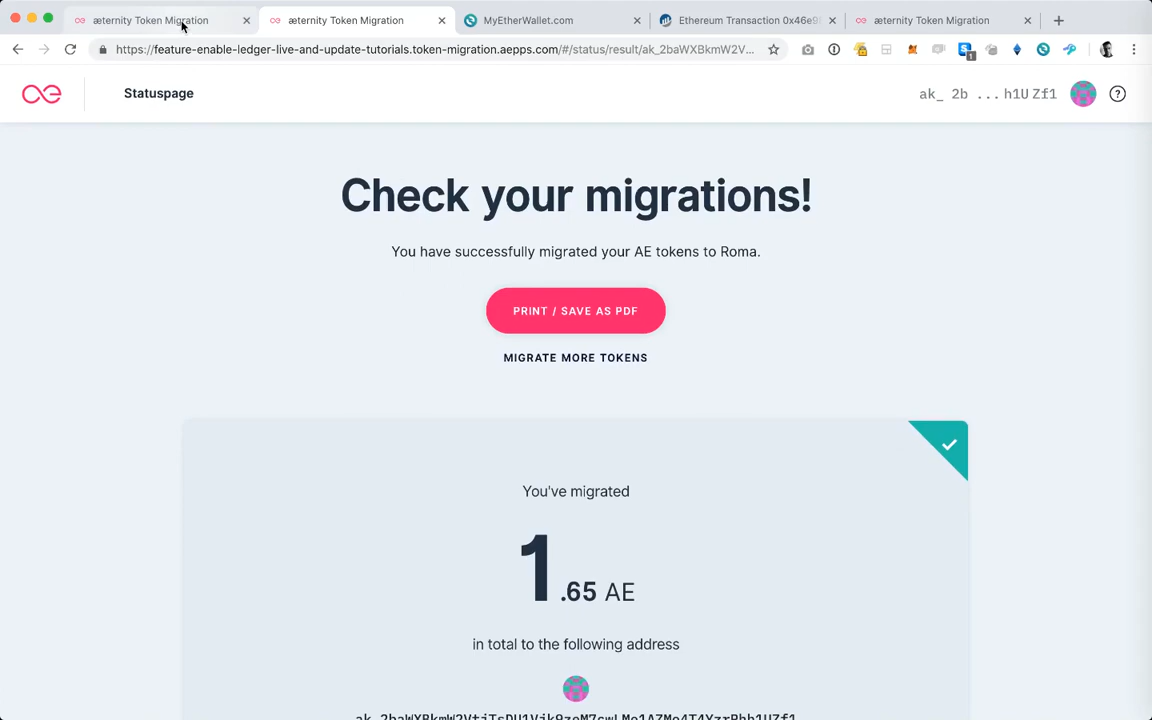 æternity Token Migration
æternity Token Migration
MyEtherWallet.com
Ethereum Transaction 0x46e9
æternity Token Migration
https://feature-enable-ledger-live-and-update-tutorials.token-migration.aepps.com/#/status/result/ak_2baWXBkmW2V...
1
Statuspage
ak_ 2b ... h1U Zf1
Check your migrations!
You have successfully migrated your AE tokens to Roma.
PRINT / SAVE AS PDF
MIGRATE MORE TOKENS
You've migrated
1.65 AE
in total to the following address